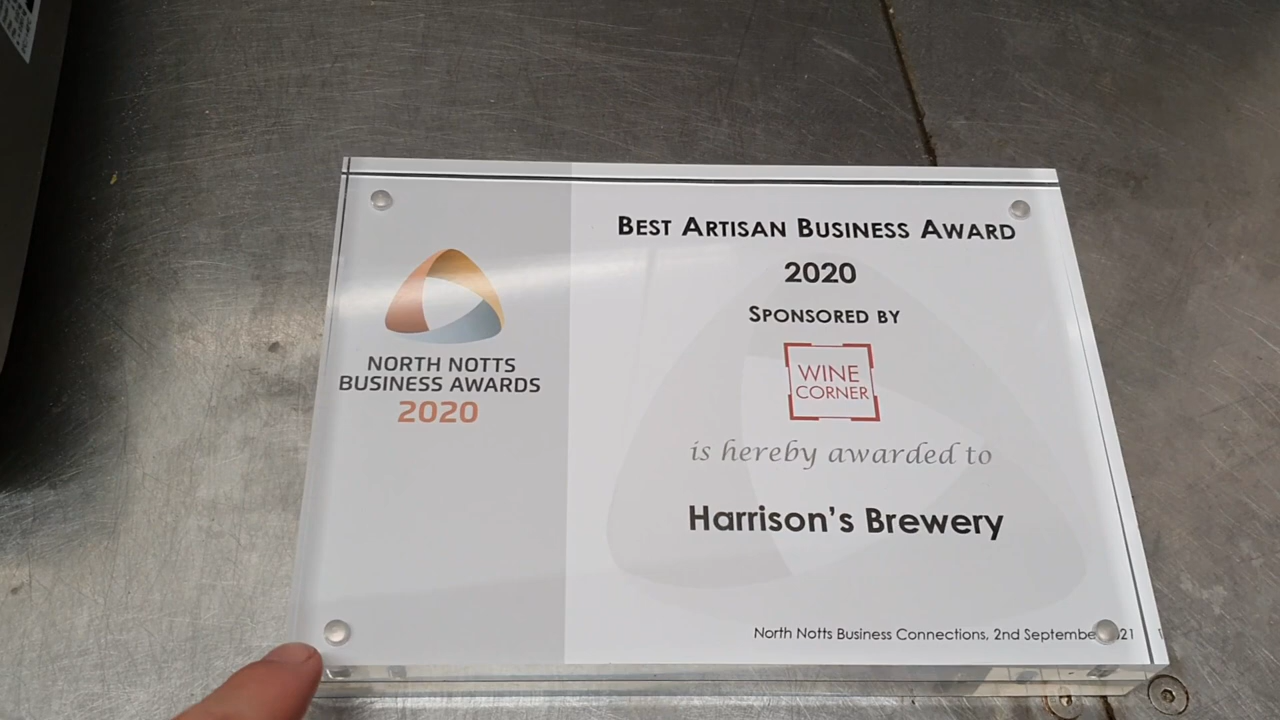 NORTH NOTTS
BUSINESS AWARDS
2020
BEST ARTISAN BUSINESS AWARD
2020
SPONSORED BY
WINE
CORNER
is hereby awarded to
Harrison's Brewery
North Notts Business Connections, 2nd